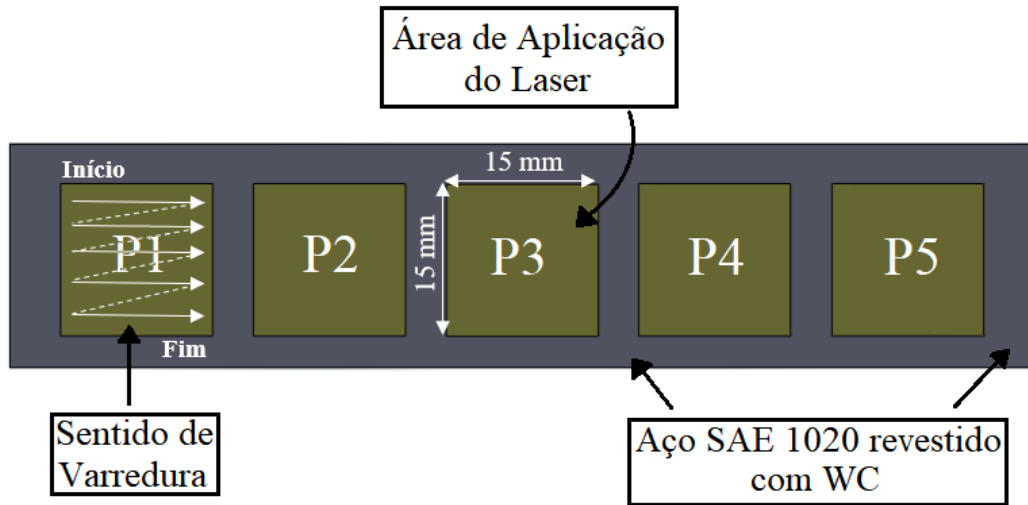 Área de Aplicação
do Laser
Início
15 mm
15 mm
P1
P2
P3
P4
P5
Fim
Sentido de
Varredura
Aço SAE 1020 revestido
com WC